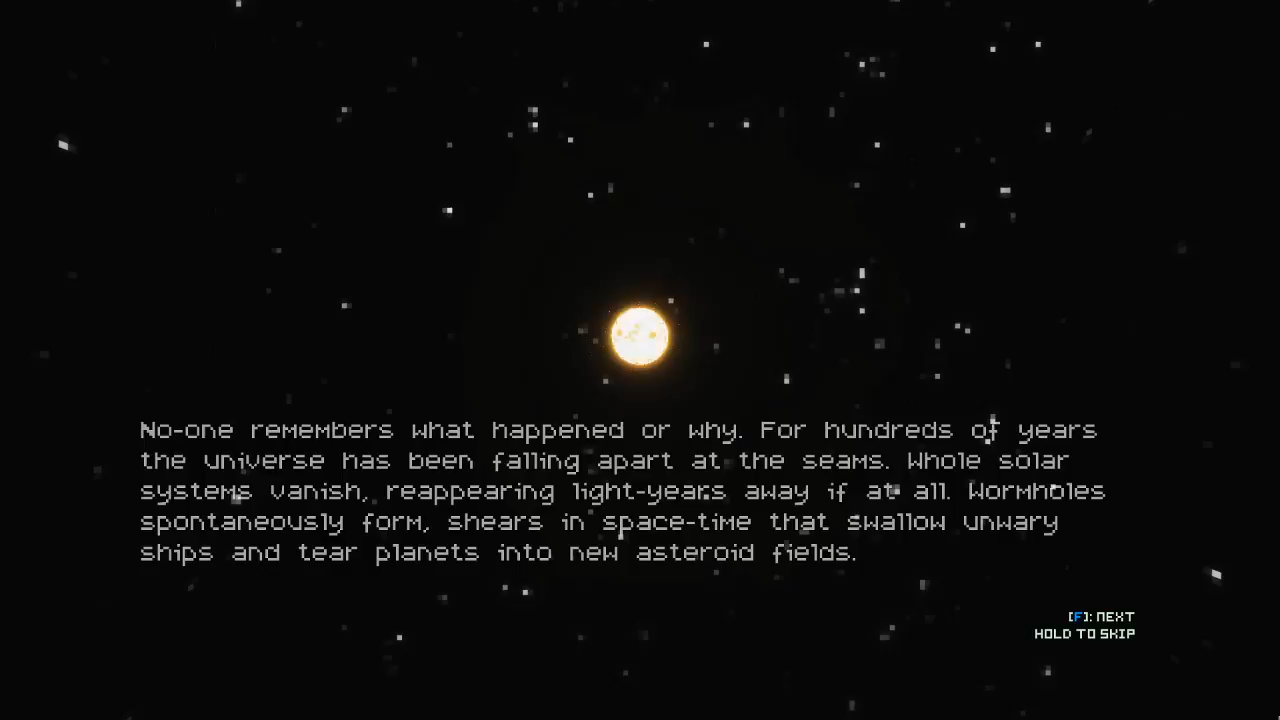 No-one remembers what happened or why. For hundreds of years
the universe has been falling apart at the seams. Whole solar
systems vanish, reappearing light-years away if at all. Wormholes
spontaneously form, shears in space-time that swallow unwary
ships and tear planets into new asteroid fields.
[F]: NEXT
HOLD TO SKIP